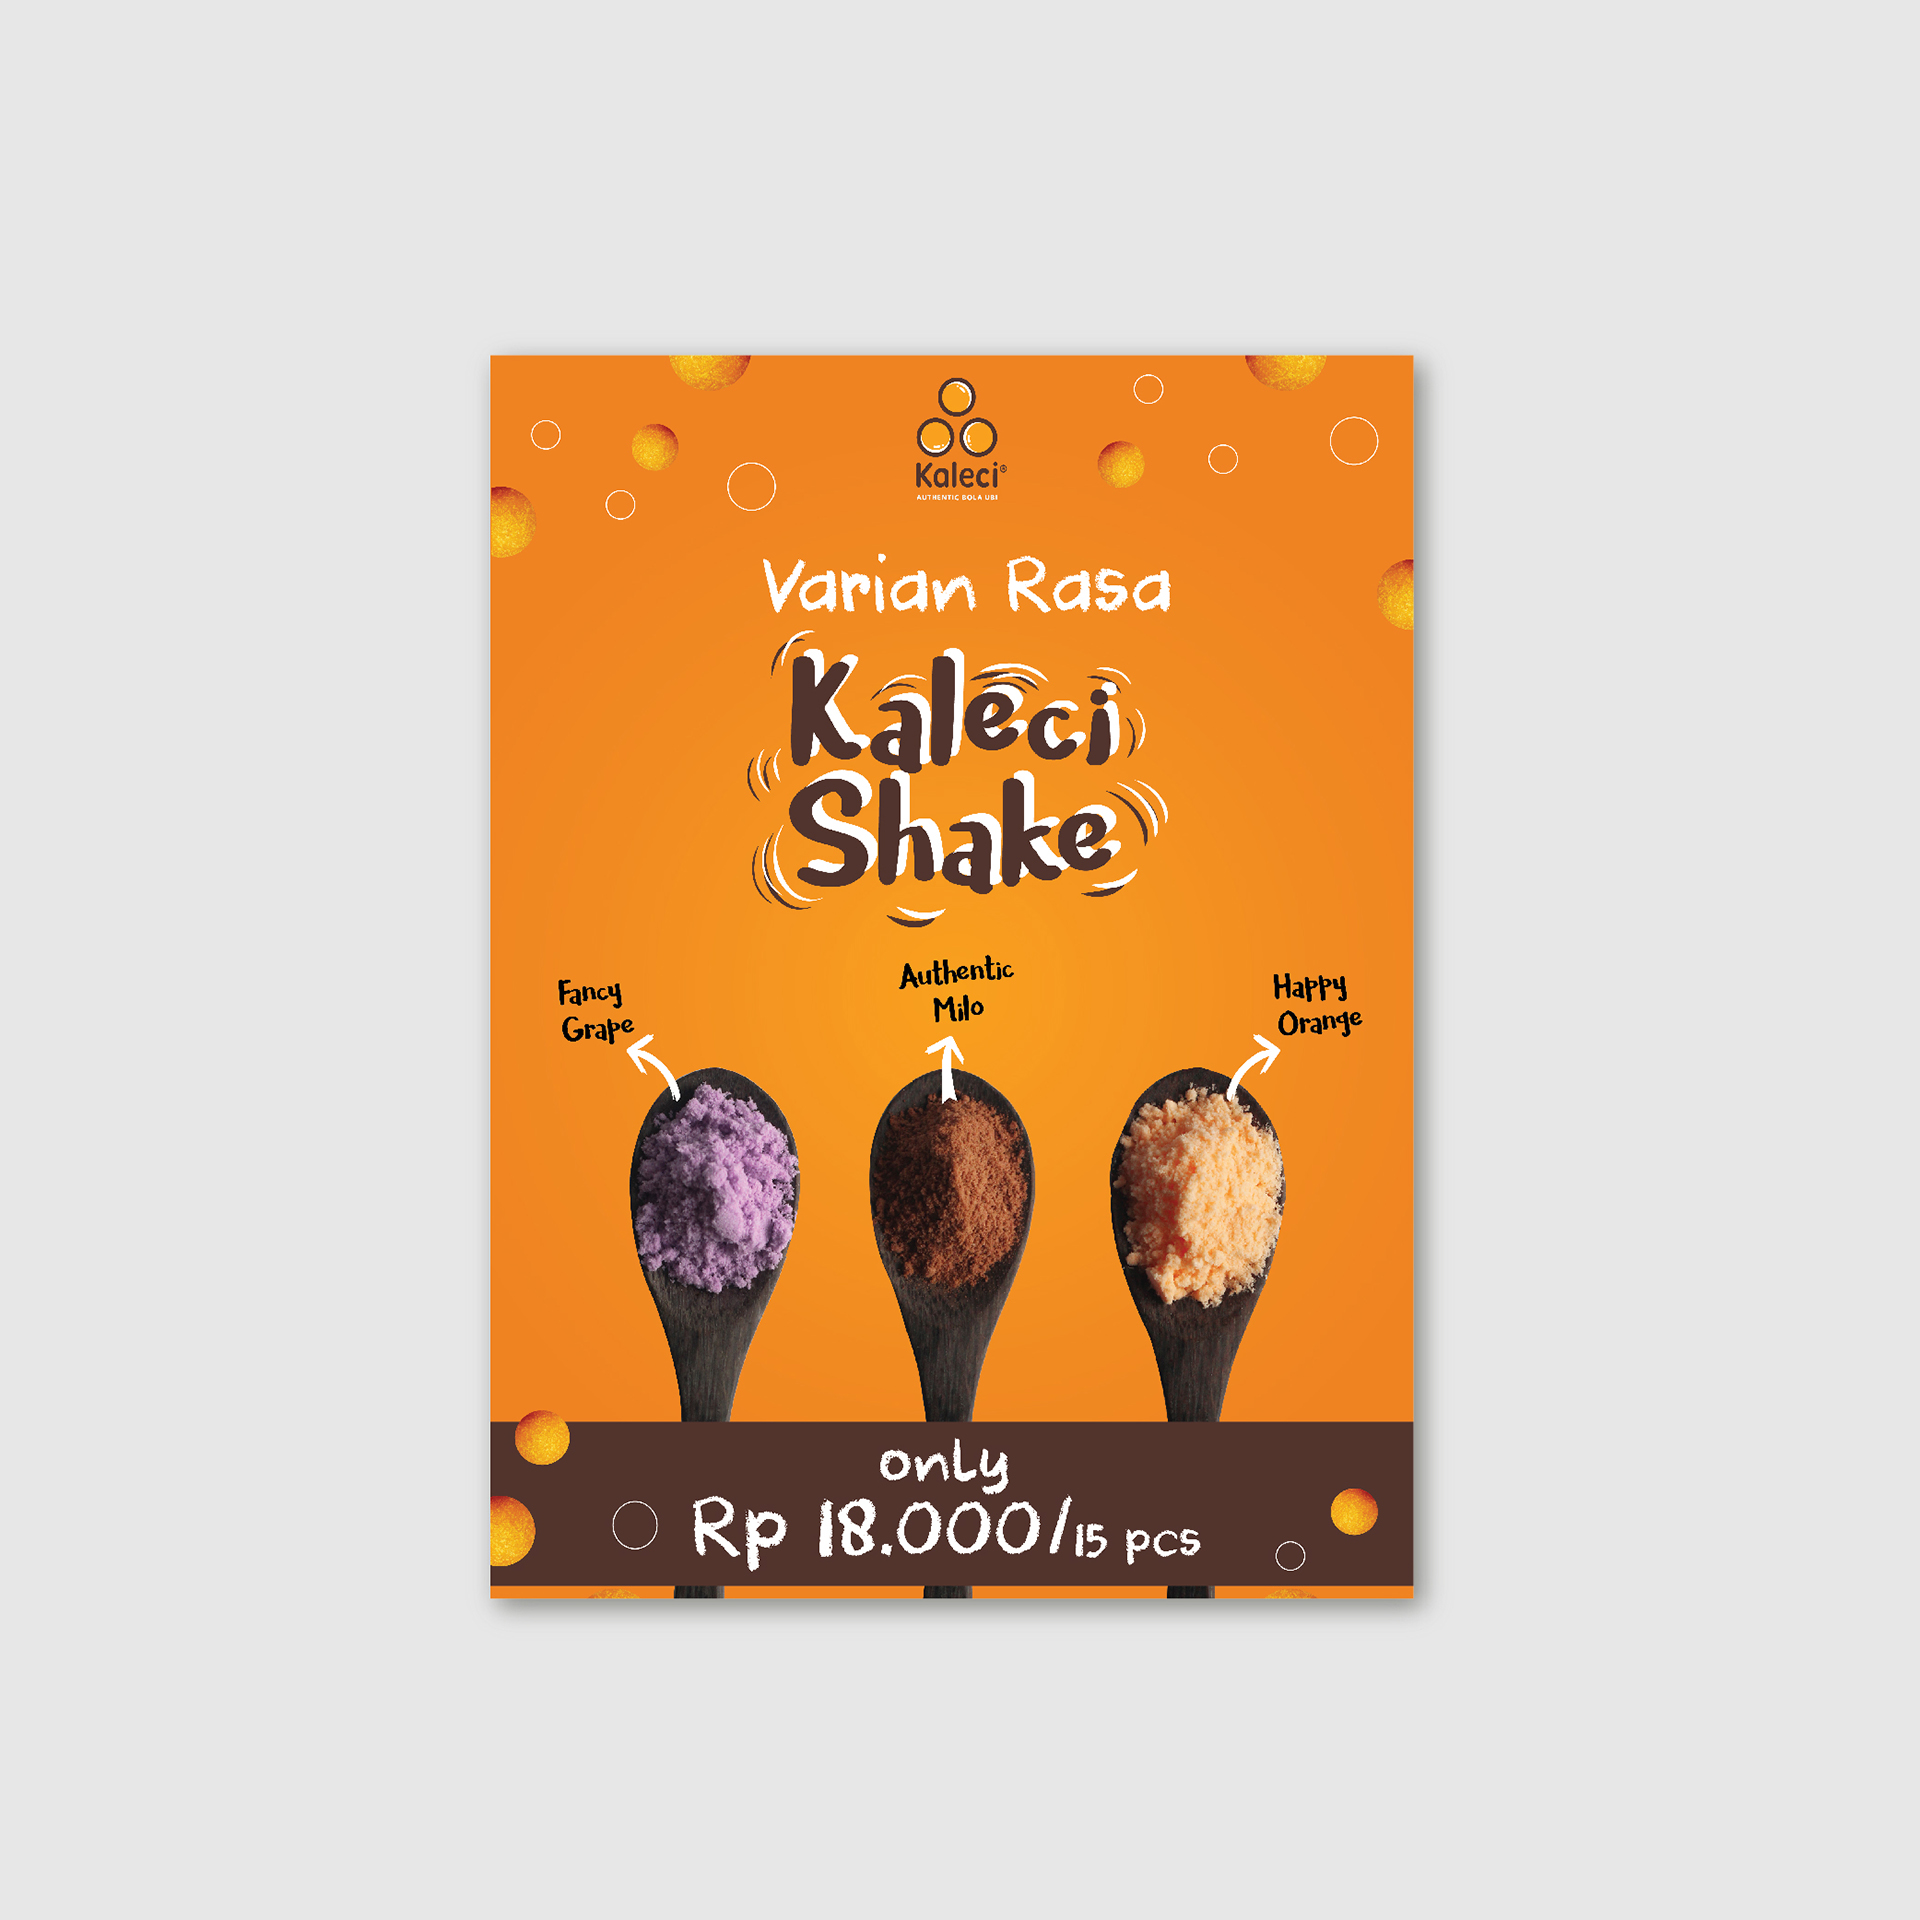 Kaleci®
AUTHENTIC BOLA UBI
Varian Rasa
Kaleci
Shake
Fancy
Grape
Authentic
Milo
Happy
Orange
only
Rp 18.000/15 pcs